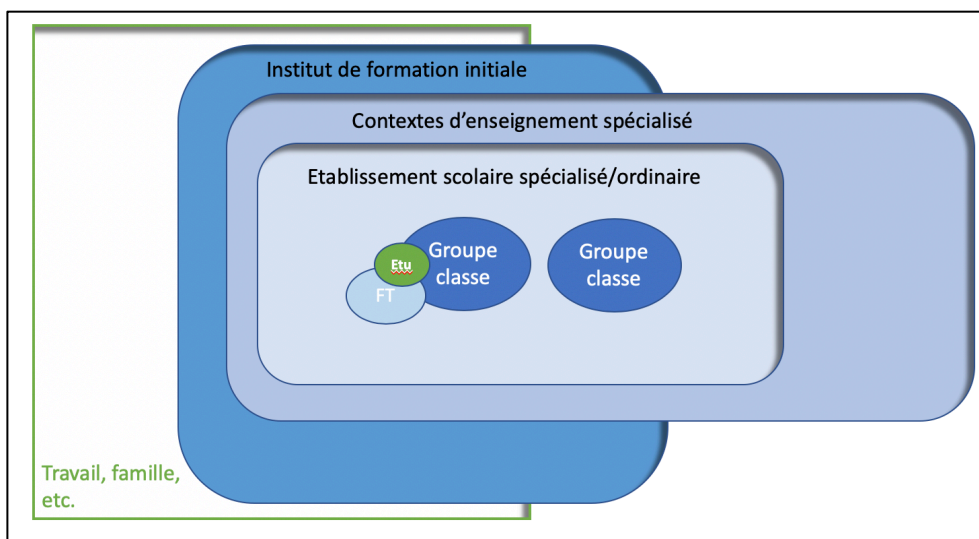 Institut de formation initiale
Contextes d'enseignement spécialisé
Etablissement scolaire spécialisé/ordinaire
Groupe
classe
Groupe
classe
Etu
FT
Travail, famille,
etc.